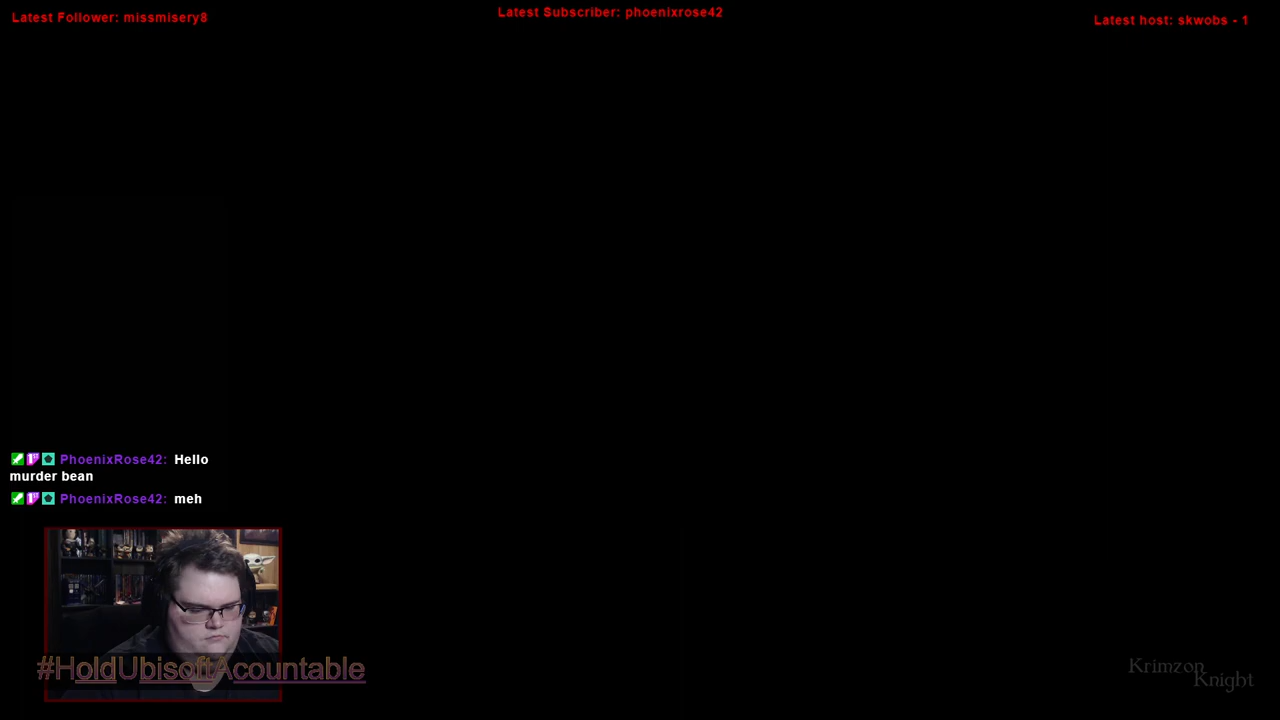 Latest Follower: missmisery8
Latest Subscriber: phoenixrose42
Latest host: skwobs - 1
PhoenixRose42: Hello
murder bean
PhoenixRose42: meh
#HoldUbisoftAcountable
Krimzon
Knight